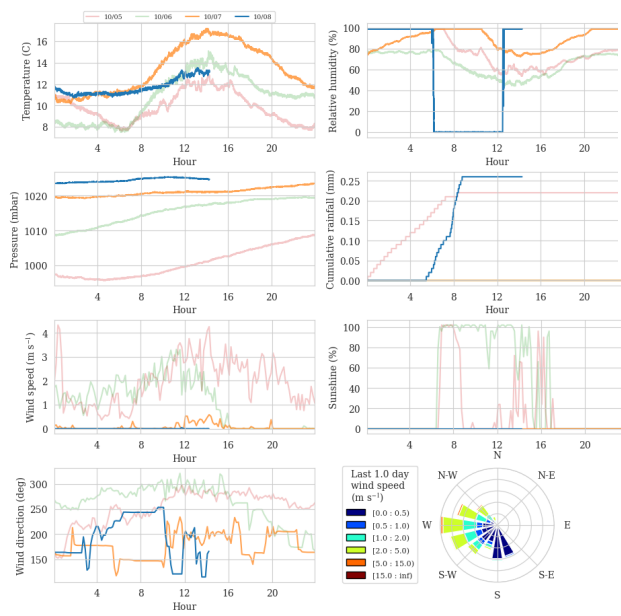 10/05 10/06 10/07 10/08
Temperature (C)
16
14
12
10
8
4 8 12 16 20
Hour
Relative humidity (%)
100
80
60
40
20
0
4 8 12 16 20
Hour
Pressure (mbar)
1020
1010
1000
4 8 12 16 20
Hour
Cumulative rainfall (mm)
0.25
0.20
0.15
0.10
0.05
0.00
4 8 12 16 20
Hour
Wind speed (m s⁻¹)
4
3
2
1
0
4 8 12 16 20
Hour
Sunshine (%)
100
80
60
40
20
0
4 8 12 16 20
Wind direction (deg)
300
250
200
150
4 8 12 16 20
Hour
Last 1.0 day
wind speed
(m s⁻¹)
[0.0 : 0.5)
[0.5 : 1.0)
[1.0 : 2.0)
[2.0 : 5.0)
[5.0 : 15.0)
[15.0 : inf)
N
N-W N-E
W E
S-W S-E
S